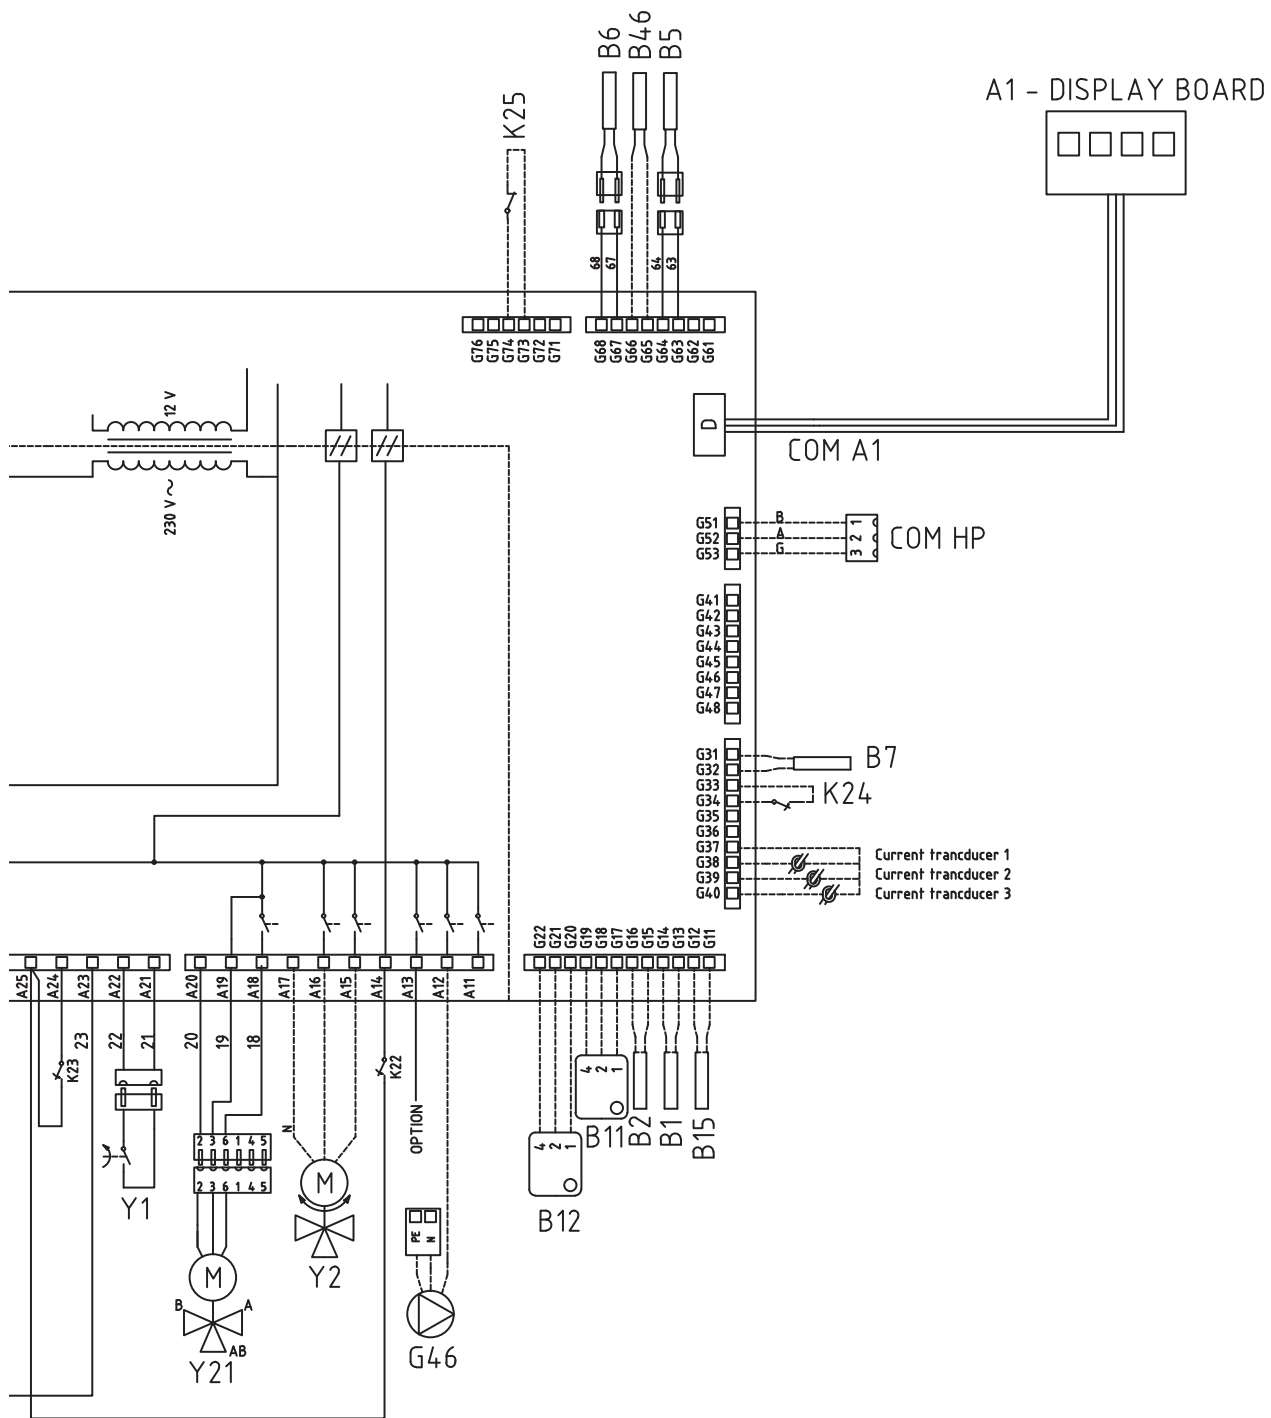 B6
B46
B5
K25
A1 - DISPLAY BOARD
68
67
64
63
G76
G75
G74
G73
G72
G71
G68
G67
G66
G65
G64
G63
G62
G61
12 V
230 V ~
D
COM A1
G51
G52
G53
B
A
G
1
2
3
COM HP
G41
G42
G43
G44
G45
G46
G47
G48
G31
G32
G33
G34
G35
G36
G37
G38
G39
G40
B7
K24
Current trancducer 1
Current trancducer 2
Current trancducer 3
G22
G21
G20
G19
G18
G17
G16
G15
G14
G13
G12
G11
A25
A24
A23
A22
A21
A20
A19
A18
A17
A16
A15
A14
A13
A12
A11
23
22
21
20
19
18
K23
K22
N
OPTION
2 3 6 1 4 5
2 3 6 1 4 5
4 2 1
4 2 1
B11
B2
B1
B15
B12
Y1
M
Y2
PE
N
M
B
A
AB
Y21
G46